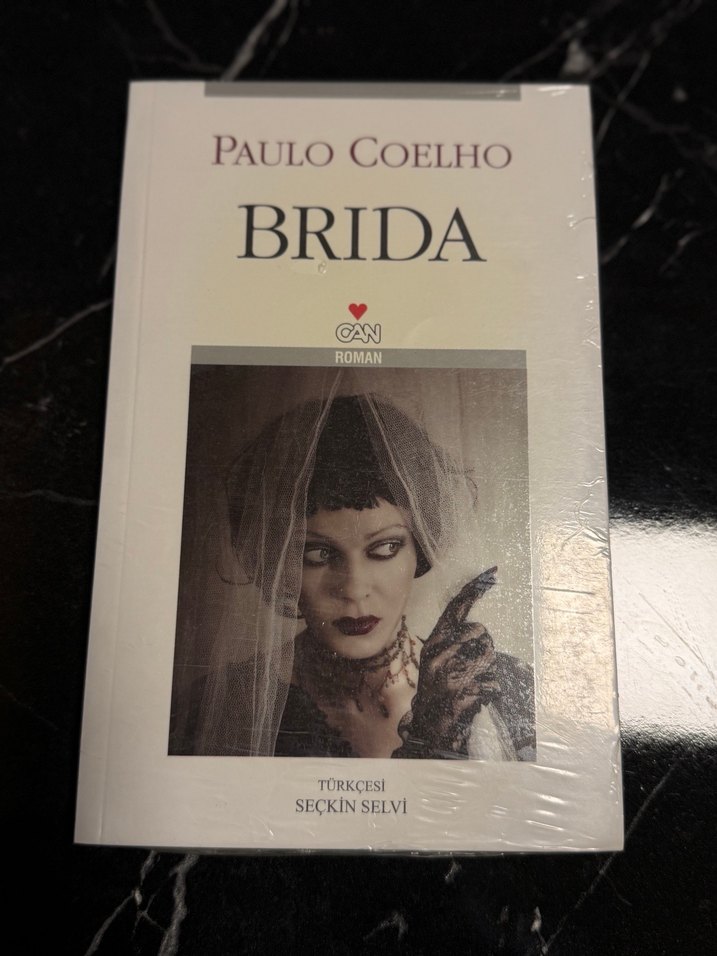 PAULO COELHO
BRIDA
CAN
ROMAN
TÜRKÇESİ
SEÇKİN SELVİ